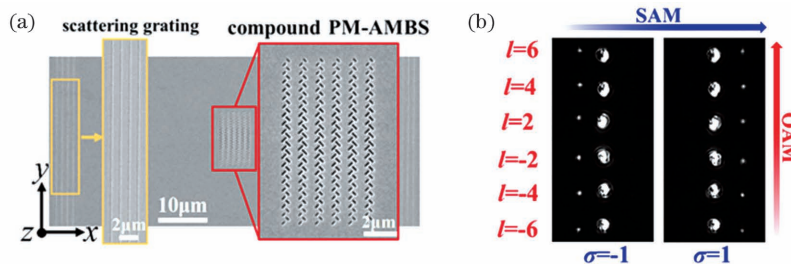 (a)
scattering grating
compound PM-AMBS
y
z
x
2μm
10μm
2μm
(b)
SAM
OAM
l=6
l=4
l=2
l=-2
l=-4
l=-6
σ=-1
σ=1